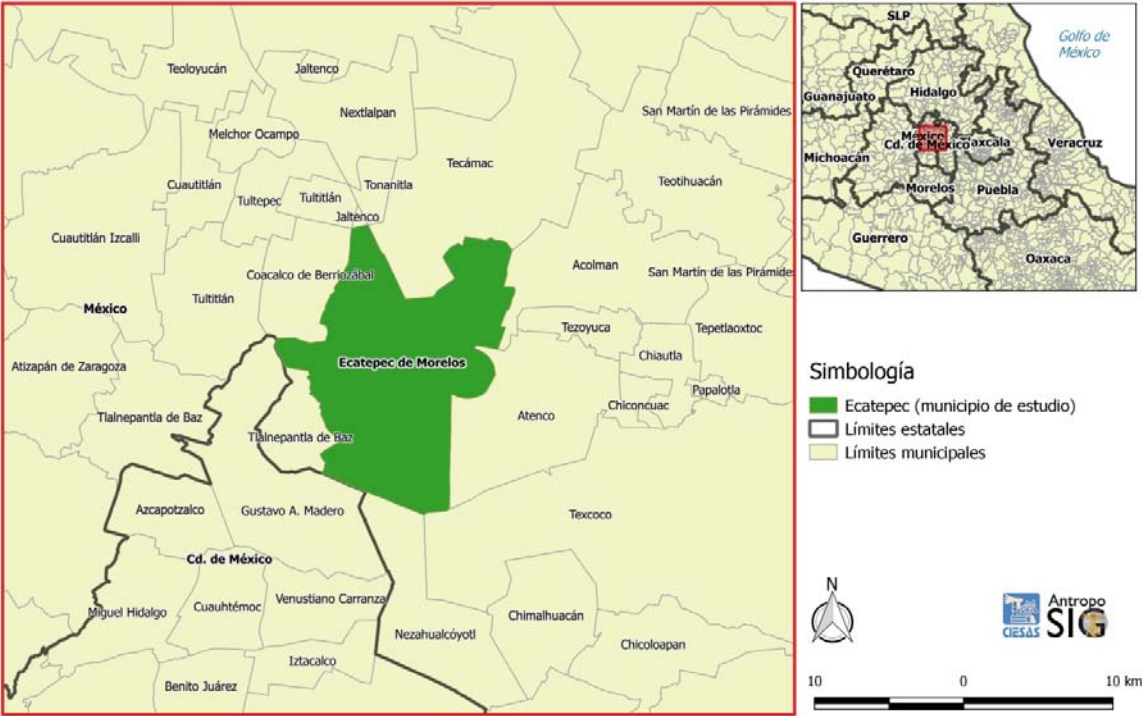 Teoloyucán
Jaltenco
Nextlalpan
San Martín de las Pirámides
Melchor Ocampo
Tecámac
Teotihuacán
Cuautitlán
Tultepec
Tultitlán
Tonanitla
Jaltenco
Cuautitlán Izcalli
Coacalco de Berriozábal
Acolman
San Martín de las Pirámides
Tultitlán
México
Tezoyuca
Tepetlaoxtoc
Chiautla
Atizapán de Zaragoza
Ecatepec de Morelos
Papalotla
Chiconcuac
Tlalnepantla de Baz
Atenco
Tlalnepantla de Baz
Azcapotzalco
Gustavo A. Madero
Texcoco
Cd. de México
Miguel Hidalgo
Cuauhtémoc
Venustiano Carranza
Chimalhuacán
Nezahualcóyotl
Chicoloapan
Iztacalco
Benito Juárez
SLP
Golfo de
México
Querétaro
Guanajuato
Hidalgo
México
Cd. de México
Tlaxcala
Veracruz
Michoacán
Morelos
Puebla
Guerrero
Oaxaca
Simbología
Ecatepec (municipio de estudio)
Límites estatales
Límites municipales
N
CIESAS
Antropo
SIG
10 0 10 km